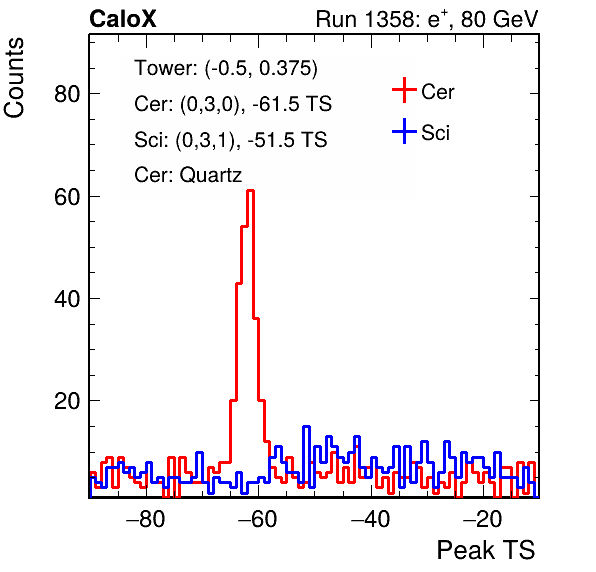 CaloX Run 1358: e⁺, 80 GeV
Counts
Tower: (-0.5, 0.375)
Cer: (0,3,0), -61.5 TS
Sci: (0,3,1), -51.5 TS
Cer: Quartz
Cer
Sci
80
60
40
20
−80 −60 −40 −20
Peak TS